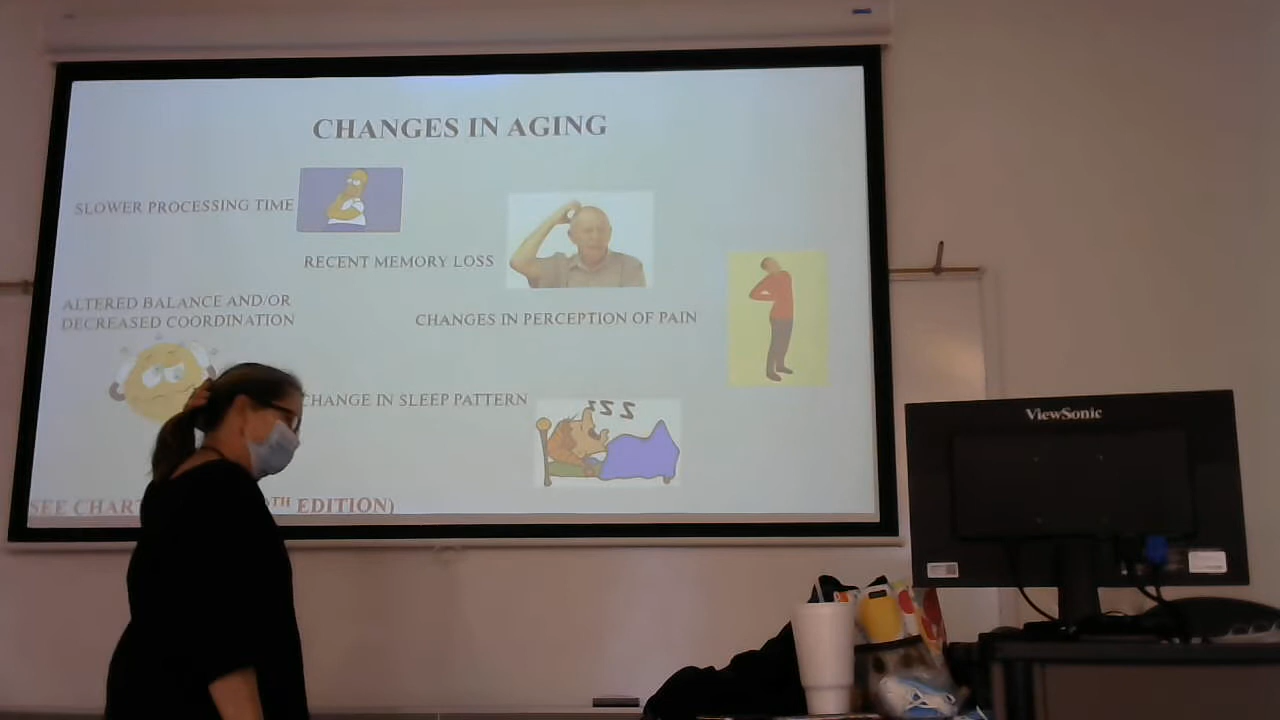 CHANGES IN AGING
SLOWER PROCESSING TIME
RECENT MEMORY LOSS
ALTERED BALANCE AND/OR
DECREASED COORDINATION
CHANGES IN PERCEPTION OF PAIN
CHANGE IN SLEEP PATTERN
zzz
SEE CHART
TH EDITION)
ViewSonic